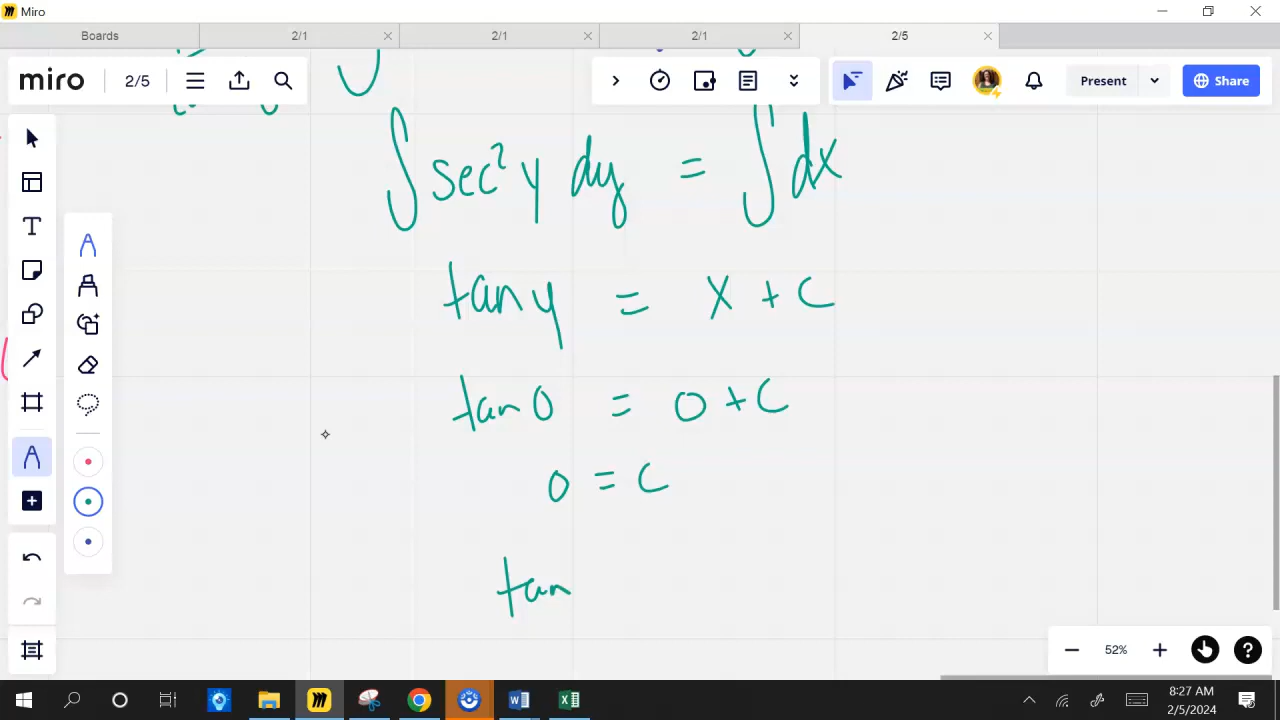 Miro
Boards 2/1 2/1 2/1 2/5
miro 2/5 Present Share
∫ sec² y dy = ∫ dx
tan y = x + C
tan 0 = 0 + C
0 = C
tan
52%
8:27 AM
2/5/2024